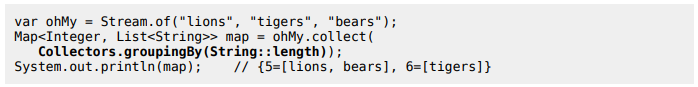 var ohMy = Stream.of("lions", "tigers", "bears");
Map<Integer, List<String>> map = ohMy.collect(
   Collectors.groupingBy(String::length));
System.out.println(map);    // {5=[lions, bears], 6=[tigers]}